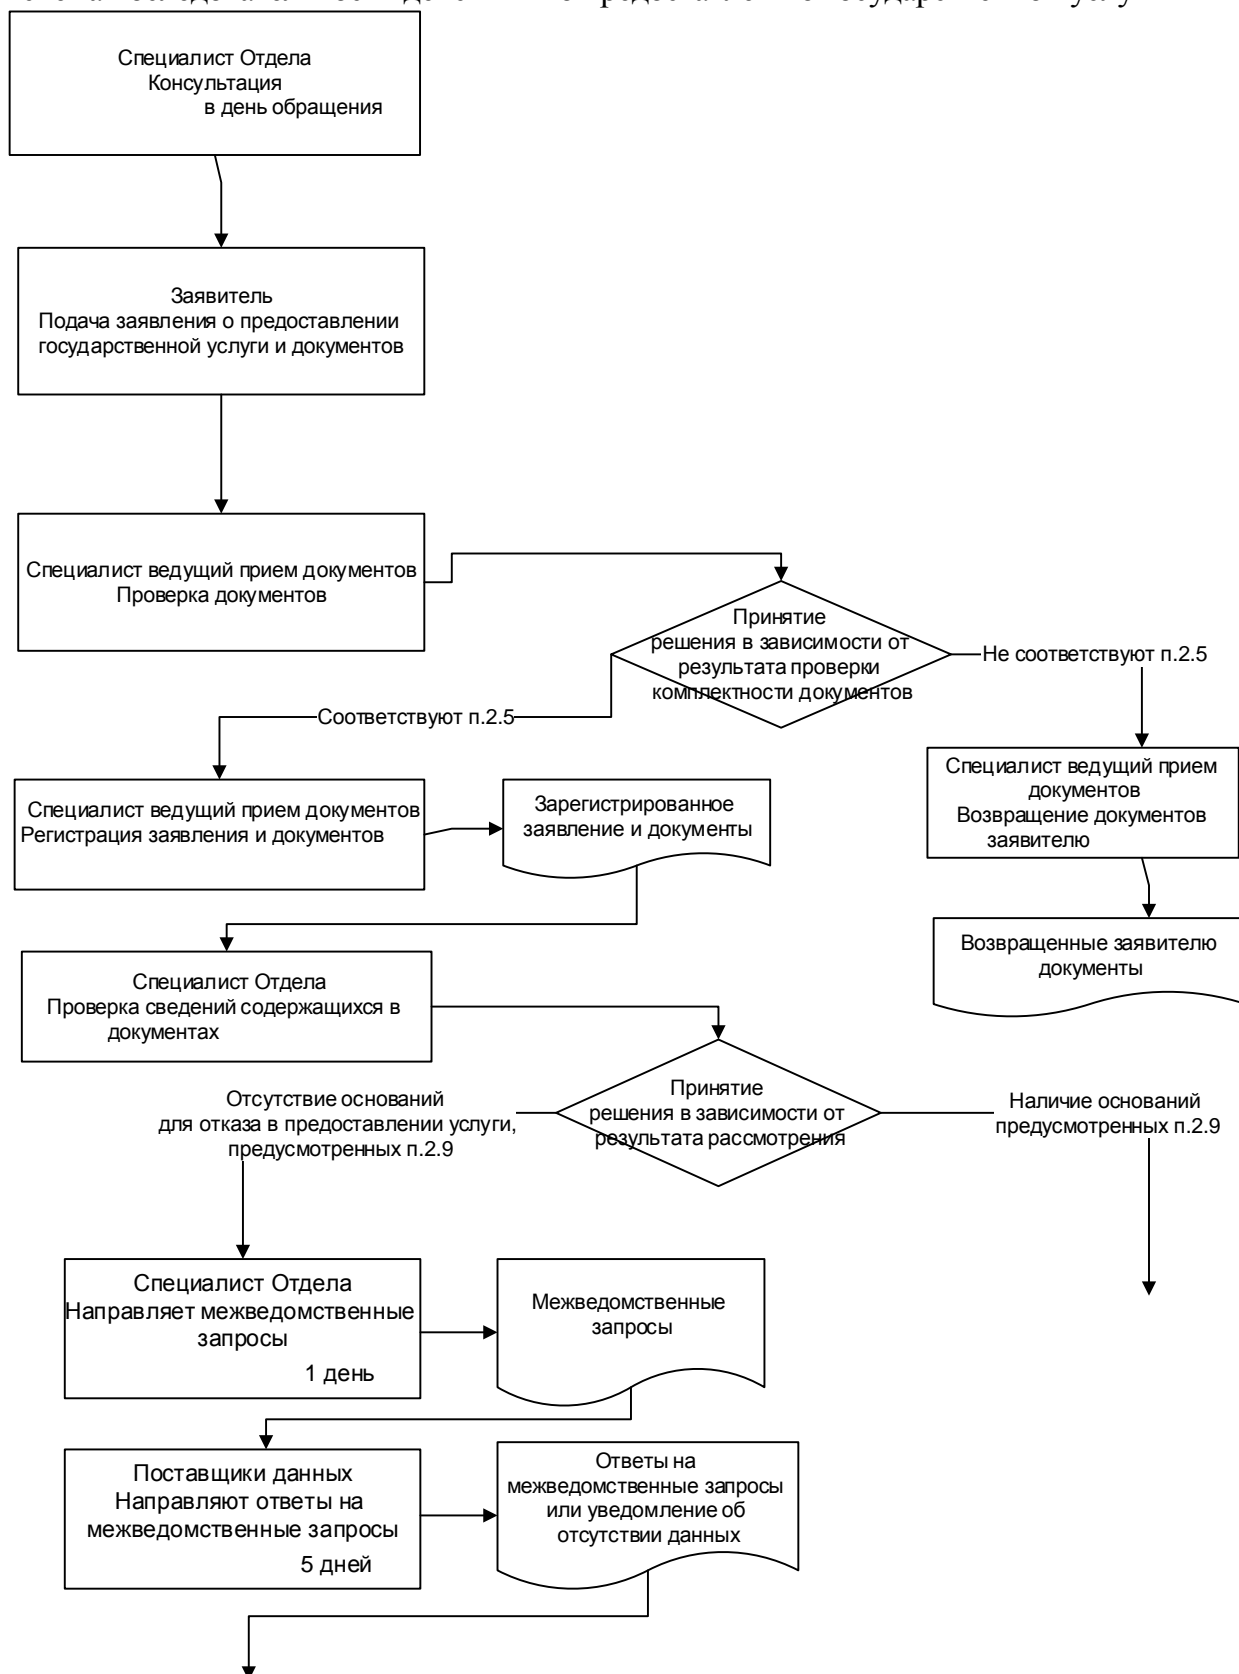 Специалист Отдела
Консультация
в день обращения
Заявитель
Подача заявления о предоставлении
государственной услуги и документов
Специалист ведущий прием документов
Проверка документов
Принятие
решения в зависимости от
результата проверки
комплектности документов
Не соответствуют п.2.5
Соответствуют п.2.5
Специалист ведущий прием
документов
Возвращение документов
заявителю
Специалист ведущий прием документов
Регистрация заявления и документов
Зарегистрированное
заявление и документы
Возвращенные заявителю
документы
Специалист Отдела
Проверка сведений содержащихся в
документах
Принятие
решения в зависимости от
результата рассмотрения
Отсутствие оснований
для отказа в предоставлении услуги,
предусмотренных п.2.9
Наличие оснований
предусмотренных п.2.9
Специалист Отдела
Направляет межведомственные
запросы
1 день
Межведомственные
запросы
Поставщики данных
Направляют ответы на
межведомственные запросы
5 дней
Ответы на
межведомственные запросы
или уведомление об
отсутствии данных